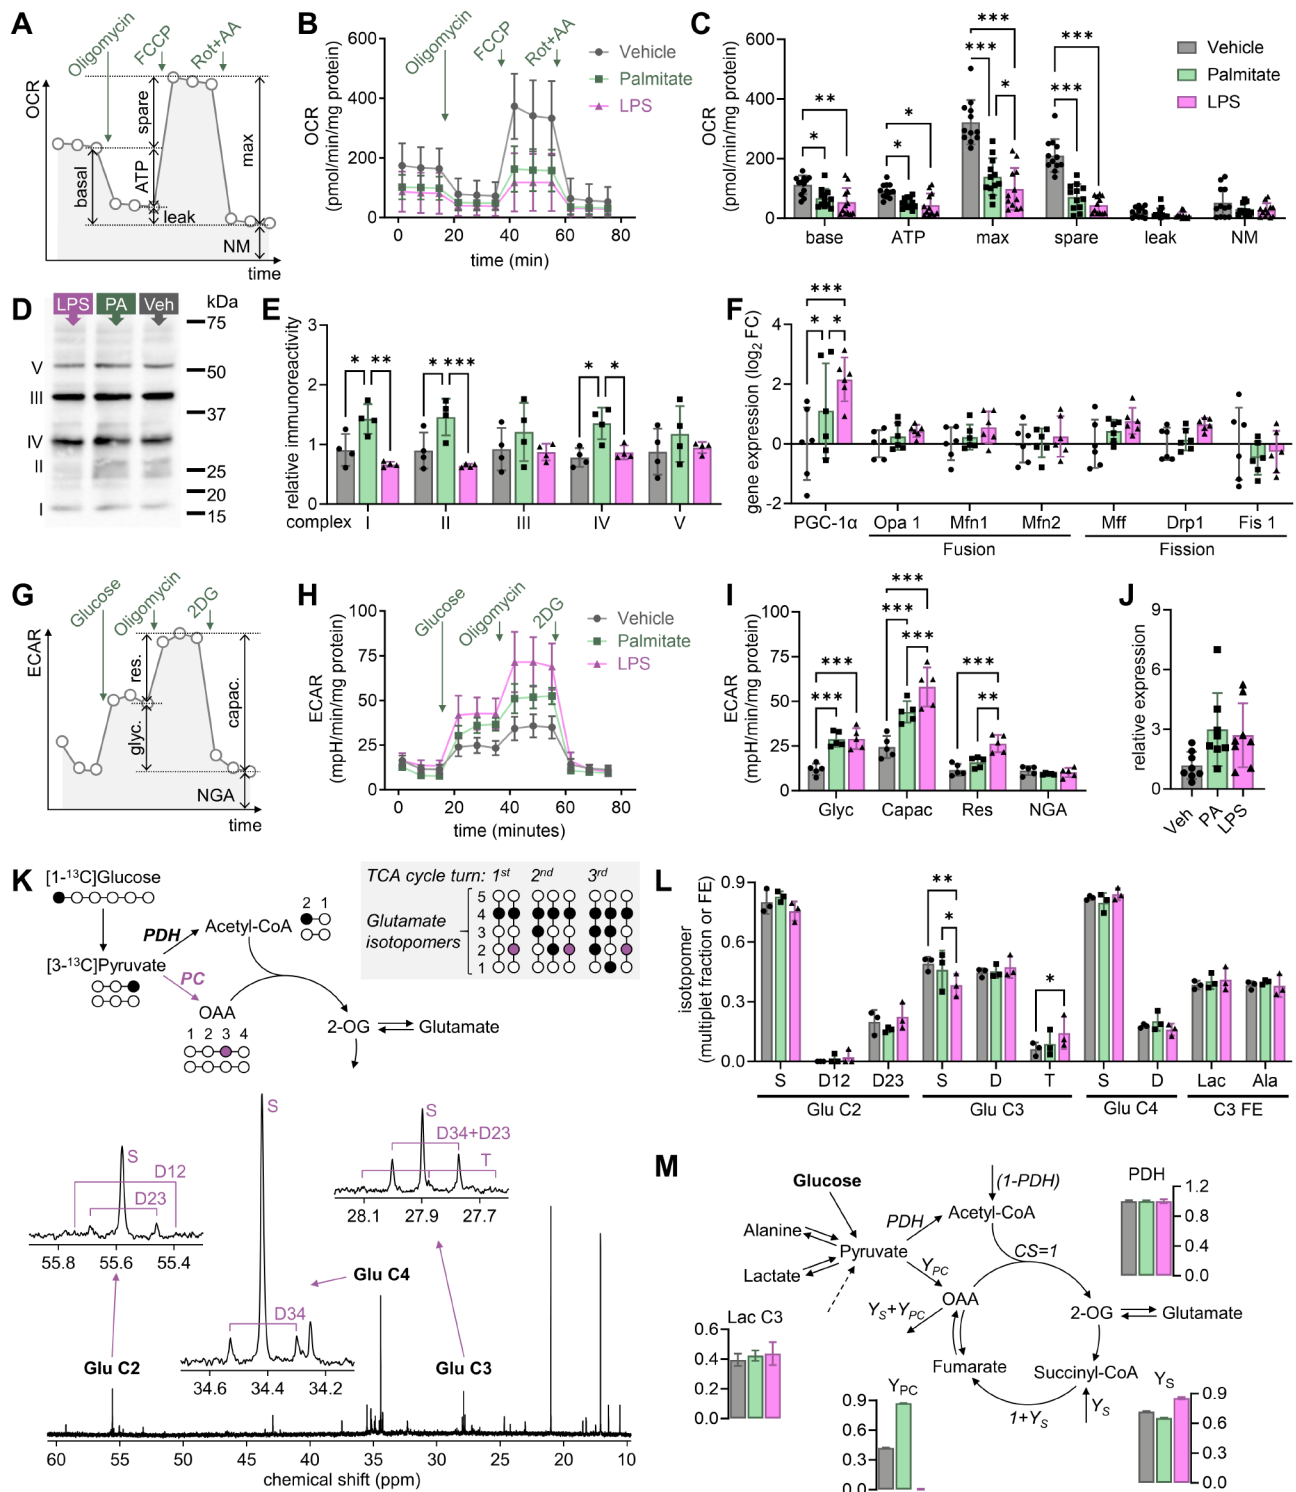 A
Oligomycin
FCCP
Rot+AA
OCR
basal
ATP
spare
leak
max
NM
time
B
Oligomycin
FCCP
Rot+AA
Vehicle
Palmitate
LPS
OCR
(pmol/min/mg protein)
600
400
200
0
0 20 40 60 80
time (min)
C
Vehicle
Palmitate
LPS
OCR
(pmol/min/mg protein)
600
400
200
0
* **
* *
*** *** *
*** ***
base ATP max spare leak NM
D
LPS PA Veh
kDa
75
50
37
25
20
15
V
III
IV
II
I
E
relative immunoreactivity
3
2
1
0
* **
* ***
* *
complex I II III IV V
F
gene expression (log2 FC)
4
2
0
-2
***
* *
PGC-1α Opa 1 Mfn1 Mfn2 Mff Drp1 Fis 1
Fusion Fission
G
Glucose
Oligomycin
2DG
ECAR
glyc.
res.
capac.
NGA
time
H
Glucose
Oligomycin
2DG
Vehicle
Palmitate
LPS
ECAR
(mpH/min/mg protein)
100
75
50
25
0
0 20 40 60 80
time (minutes)
I
ECAR
(mpH/min/mg protein)
100
75
50
25
0
*** ***
*** *** ***
*** **
Glyc Capac Res NGA
J
relative expression
9
6
3
0
Veh PA LPS
K
[1-13C]Glucose
PDH
Acetyl-CoA
2 1
[3-13C]Pyruvate
PC
OAA
1 2 3 4
2-OG
Glutamate
TCA cycle turn: 1st 2nd 3rd
Glutamate
isotopomers
5
4
3
2
1
S
D12
D23
55.8 55.6 55.4
Glu C2
S
D34
34.6 34.4 34.2
Glu C4
S
D34+D23
T
28.1 27.9 27.7
Glu C3
60 55 50 45 40 35 30 25 20 15 10
chemical shift (ppm)
L
isotopomer
(multiplet fraction or FE)
0.9
0.6
0.3
0.0
** *
*
S D12 D23 S D T S D Lac Ala
Glu C2 Glu C3 Glu C4 C3 FE
M
Glucose
Alanine
Lactate
Pyruvate
PDH
(1-PDH)
Acetyl-CoA
CS=1
YPC
OAA
YS+YPC
2-OG
Glutamate
Fumarate
Succinyl-CoA
1+YS
YS
PDH
1.2
0.8
0.4
0.0
Lac C3
0.6
0.4
0.2
0.0
YPC
0.9
0.6
0.3
0.0
YS
0.9
0.6
0.3
0.0